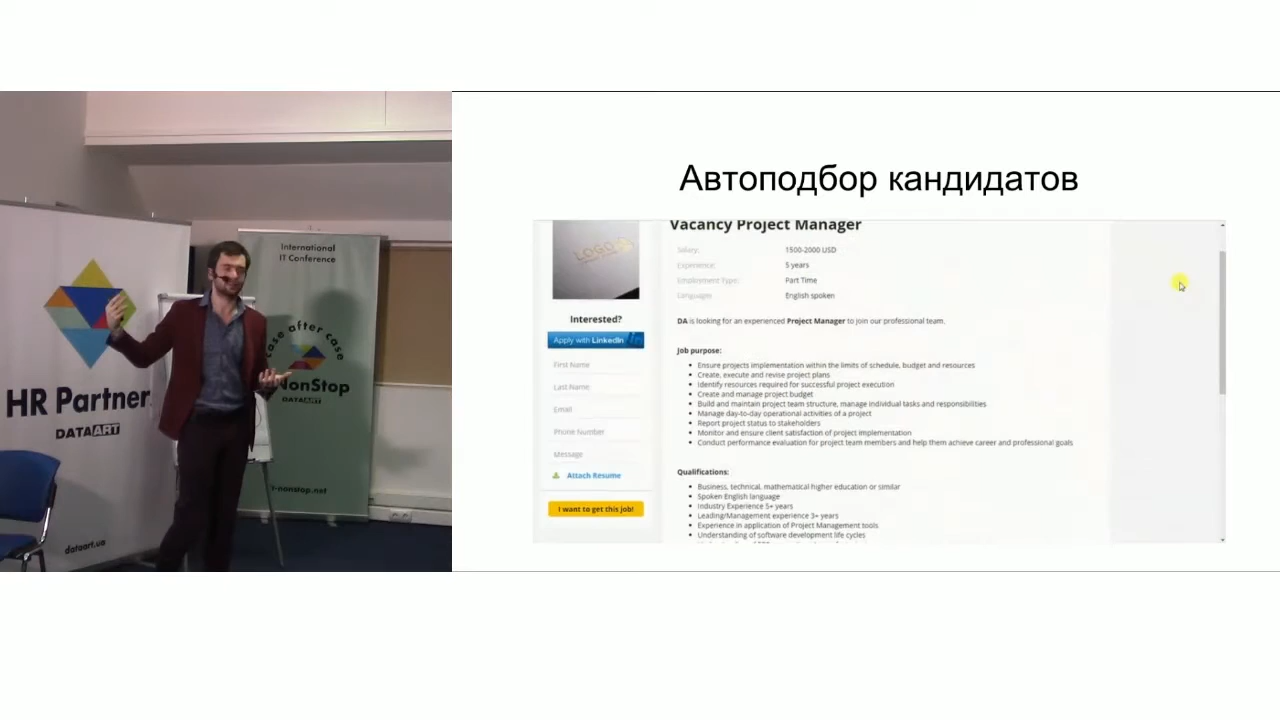 International
IT Conference
case after case
NonStop
DATAART
-nonstop.net
HR Partner
DATAART
dataart.ua
Автоподбор кандидатов
LOGO
Vacancy Project Manager
Salary: 1500-2000 USD
Experience: 5 years
Employment Type: Part Time
Languages: English spoken
DA is looking for an experienced Project Manager to join our professional team.
Job purpose:
Ensure projects implementation within the limits of schedule, budget and resources
Create, execute and revise project plans
Identify resources required for successful project execution
Create and manage project budget
Build and maintain project team structure, manage individual tasks and responsibilities
Manage day-to-day operational activities of a project
Report project status to stakeholders
Monitor and ensure client satisfaction of project implementation
Conduct performance evaluation for project team members and help them achieve career and professional goals
Qualifications:
Business, technical, mathematical higher education or similar
Spoken English language
Industry Experience 5+ years
Leading/Management experience 3+ years
Experience in application of Project Management tools
Understanding of software development life cycles
Interested?
Apply with LinkedIn
First Name
Last Name
Email
Phone Number
Message
Attach Resume
I want to get this job!